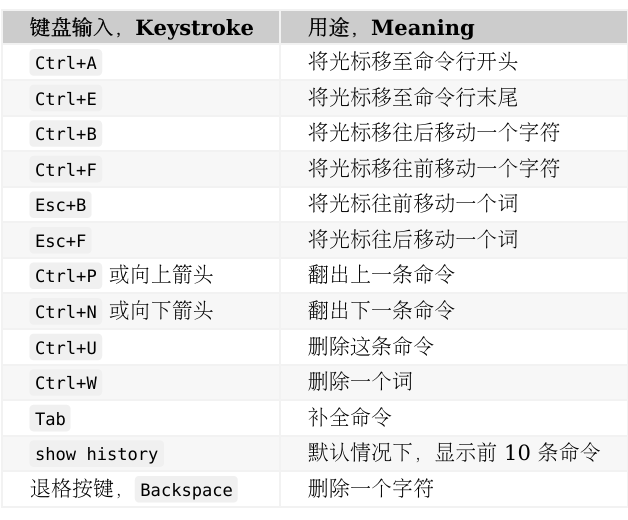 键盘输入，Keystroke 用途，Meaning
Ctrl+A 将光标移至命令行开头
Ctrl+E 将光标移至命令行末尾
Ctrl+B 将光标移往后移动一个字符
Ctrl+F 将光标移往前移动一个字符
Esc+B 将光标往前移动一个词
Esc+F 将光标往后移动一个词
Ctrl+P 或向上箭头 翻出上一条命令
Ctrl+N 或向下箭头 翻出下一条命令
Ctrl+U 删除这条命令
Ctrl+W 删除一个词
Tab 补全命令
show history 默认情况下，显示前 10 条命令
退格按键，Backspace 删除一个字符